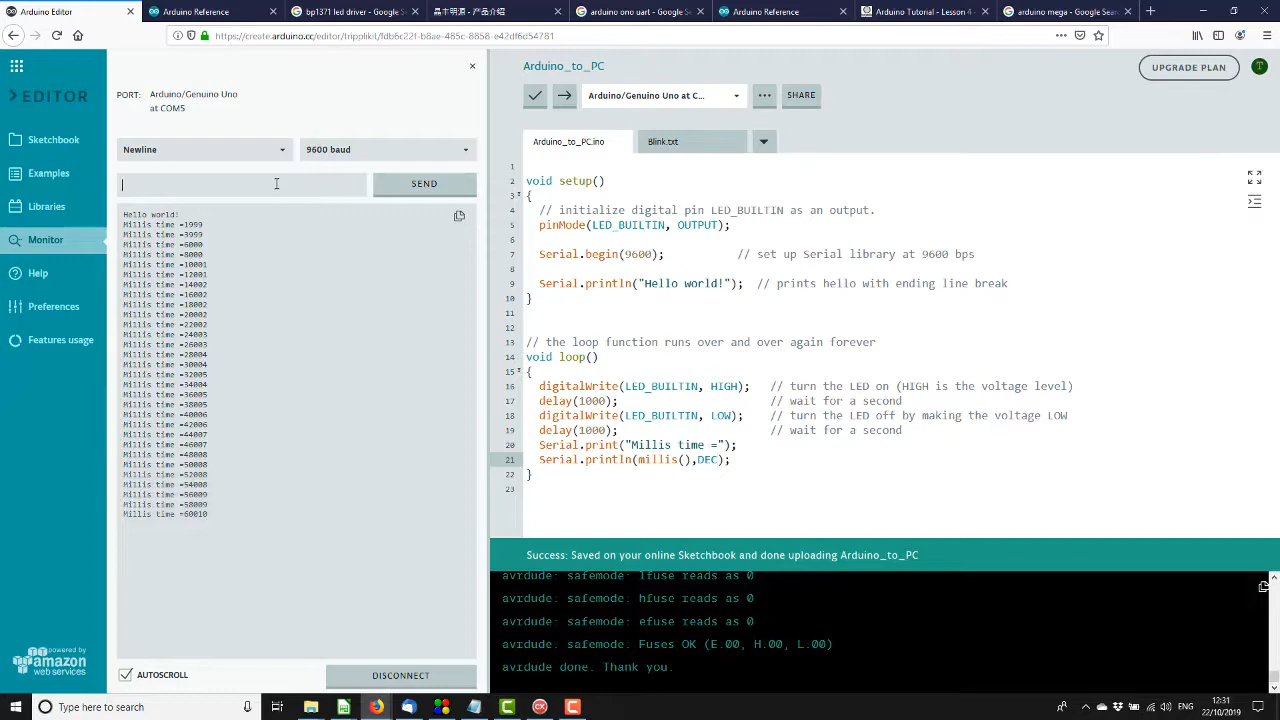 Arduino Editor
Arduino Reference
bp1371 led driver - Google S
晶丰明源 - 产品介绍
arduino uno uart - Google Se
Arduino Reference
Arduino Tutorial - Lesson 4 -
arduino mega - Google Sear
https://create.arduino.cc/editor/tripplikit/fdb6c22f-b8ae-485c-8858-e42df6d54781
EDITOR
Sketchbook
Examples
Libraries
Monitor
Help
Preferences
Features usage
powered by
amazon
web services
PORT: Arduino/Genuino Uno
at COM5
Newline
9600 baud
SEND
Hello world!
Millis time =1999
Millis time =3999
Millis time =6000
Millis time =8000
Millis time =10001
Millis time =12001
Millis time =14002
Millis time =16002
Millis time =18002
Millis time =20002
Millis time =22002
Millis time =24003
Millis time =26003
Millis time =28004
Millis time =30004
Millis time =32005
Millis time =34004
Millis time =36005
Millis time =38005
Millis time =40006
Millis time =42006
Millis time =44007
Millis time =46007
Millis time =48008
Millis time =50008
Millis time =52008
Millis time =54008
Millis time =56009
Millis time =58009
Millis time =60010
AUTOSCROLL
DISCONNECT
Arduino_to_PC
UPGRADE PLAN
T
Arduino/Genuino Uno at C...
SHARE
Arduino_to_PC.ino
Blink.txt
1
2 void setup()
3 {
4 // initialize digital pin LED_BUILTIN as an output.
5 pinMode(LED_BUILTIN, OUTPUT);
6
7 Serial.begin(9600); // set up Serial library at 9600 bps
8
9 Serial.println("Hello world!"); // prints hello with ending line break
10 }
11
12
13 // the loop function runs over and over again forever
14 void loop()
15 {
16 digitalWrite(LED_BUILTIN, HIGH); // turn the LED on (HIGH is the voltage level)
17 delay(1000); // wait for a second
18 digitalWrite(LED_BUILTIN, LOW); // turn the LED off by making the voltage LOW
19 delay(1000); // wait for a second
20 Serial.print("Millis time =");
21 Serial.println(millis(),DEC);
22 }
23
Success: Saved on your online Sketchbook and done uploading Arduino_to_PC
avrdude: safemode: lfuse reads as 0
avrdude: safemode: hfuse reads as 0
avrdude: safemode: efuse reads as 0
avrdude: safemode: Fuses OK (E:00, H:00, L:00)
avrdude done. Thank you.
Type here to search
ENG
12:31
22/10/2019